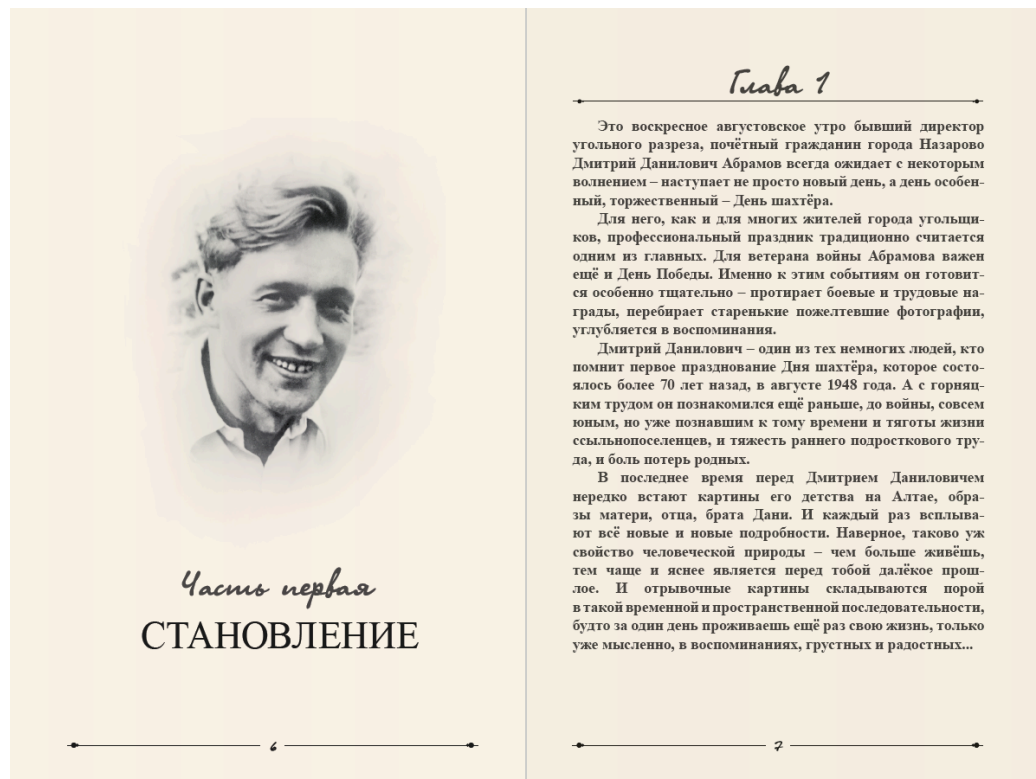 Часть первая
СТАНОВЛЕНИЕ
6
Глава 1
Это воскресное августовское утро бывший директор
угольного разреза, почётный гражданин города Назарово
Дмитрий Данилович Абрамов всегда ожидает с некоторым
волнением – наступает не просто новый день, а день особен-
ный, торжественный – День шахтёра.
Для него, как и для многих жителей города угольщи-
ков, профессиональный праздник традиционно считается
одним из главных. Для ветерана войны Абрамова важен
ещё и День Победы. Именно к этим событиям он готовит-
ся особенно тщательно – протирает боевые и трудовые на-
грады, перебирает старенькие пожелтевшие фотографии,
углубляется в воспоминания.
Дмитрий Данилович – один из тех немногих людей, кто
помнит первое празднование Дня шахтёра, которое состо-
ялось более 70 лет назад, в августе 1948 года. А с горняц-
ким трудом он познакомился ещё раньше, до войны, совсем
юным, но уже познавшим к тому времени и тяготы жизни
ссыльнопоселенцев, и тяжесть раннего подросткового тру-
да, и боль потерь родных.
В последнее время перед Дмитрием Даниловичем
нередко встают картины его детства на Алтае, обра-
зы матери, отца, брата Дани. И каждый раз всплыва-
ют всё новые и новые подробности. Наверное, таково уж
свойство человеческой природы – чем больше живёшь,
тем чаще и яснее является перед тобой далёкое прош-
лое. И отрывочные картины складываются порой
в такой временной и пространственной последовательности,
будто за один день проживаешь ещё раз свою жизнь, только
уже мысленно, в воспоминаниях, грустных и радостных...
7